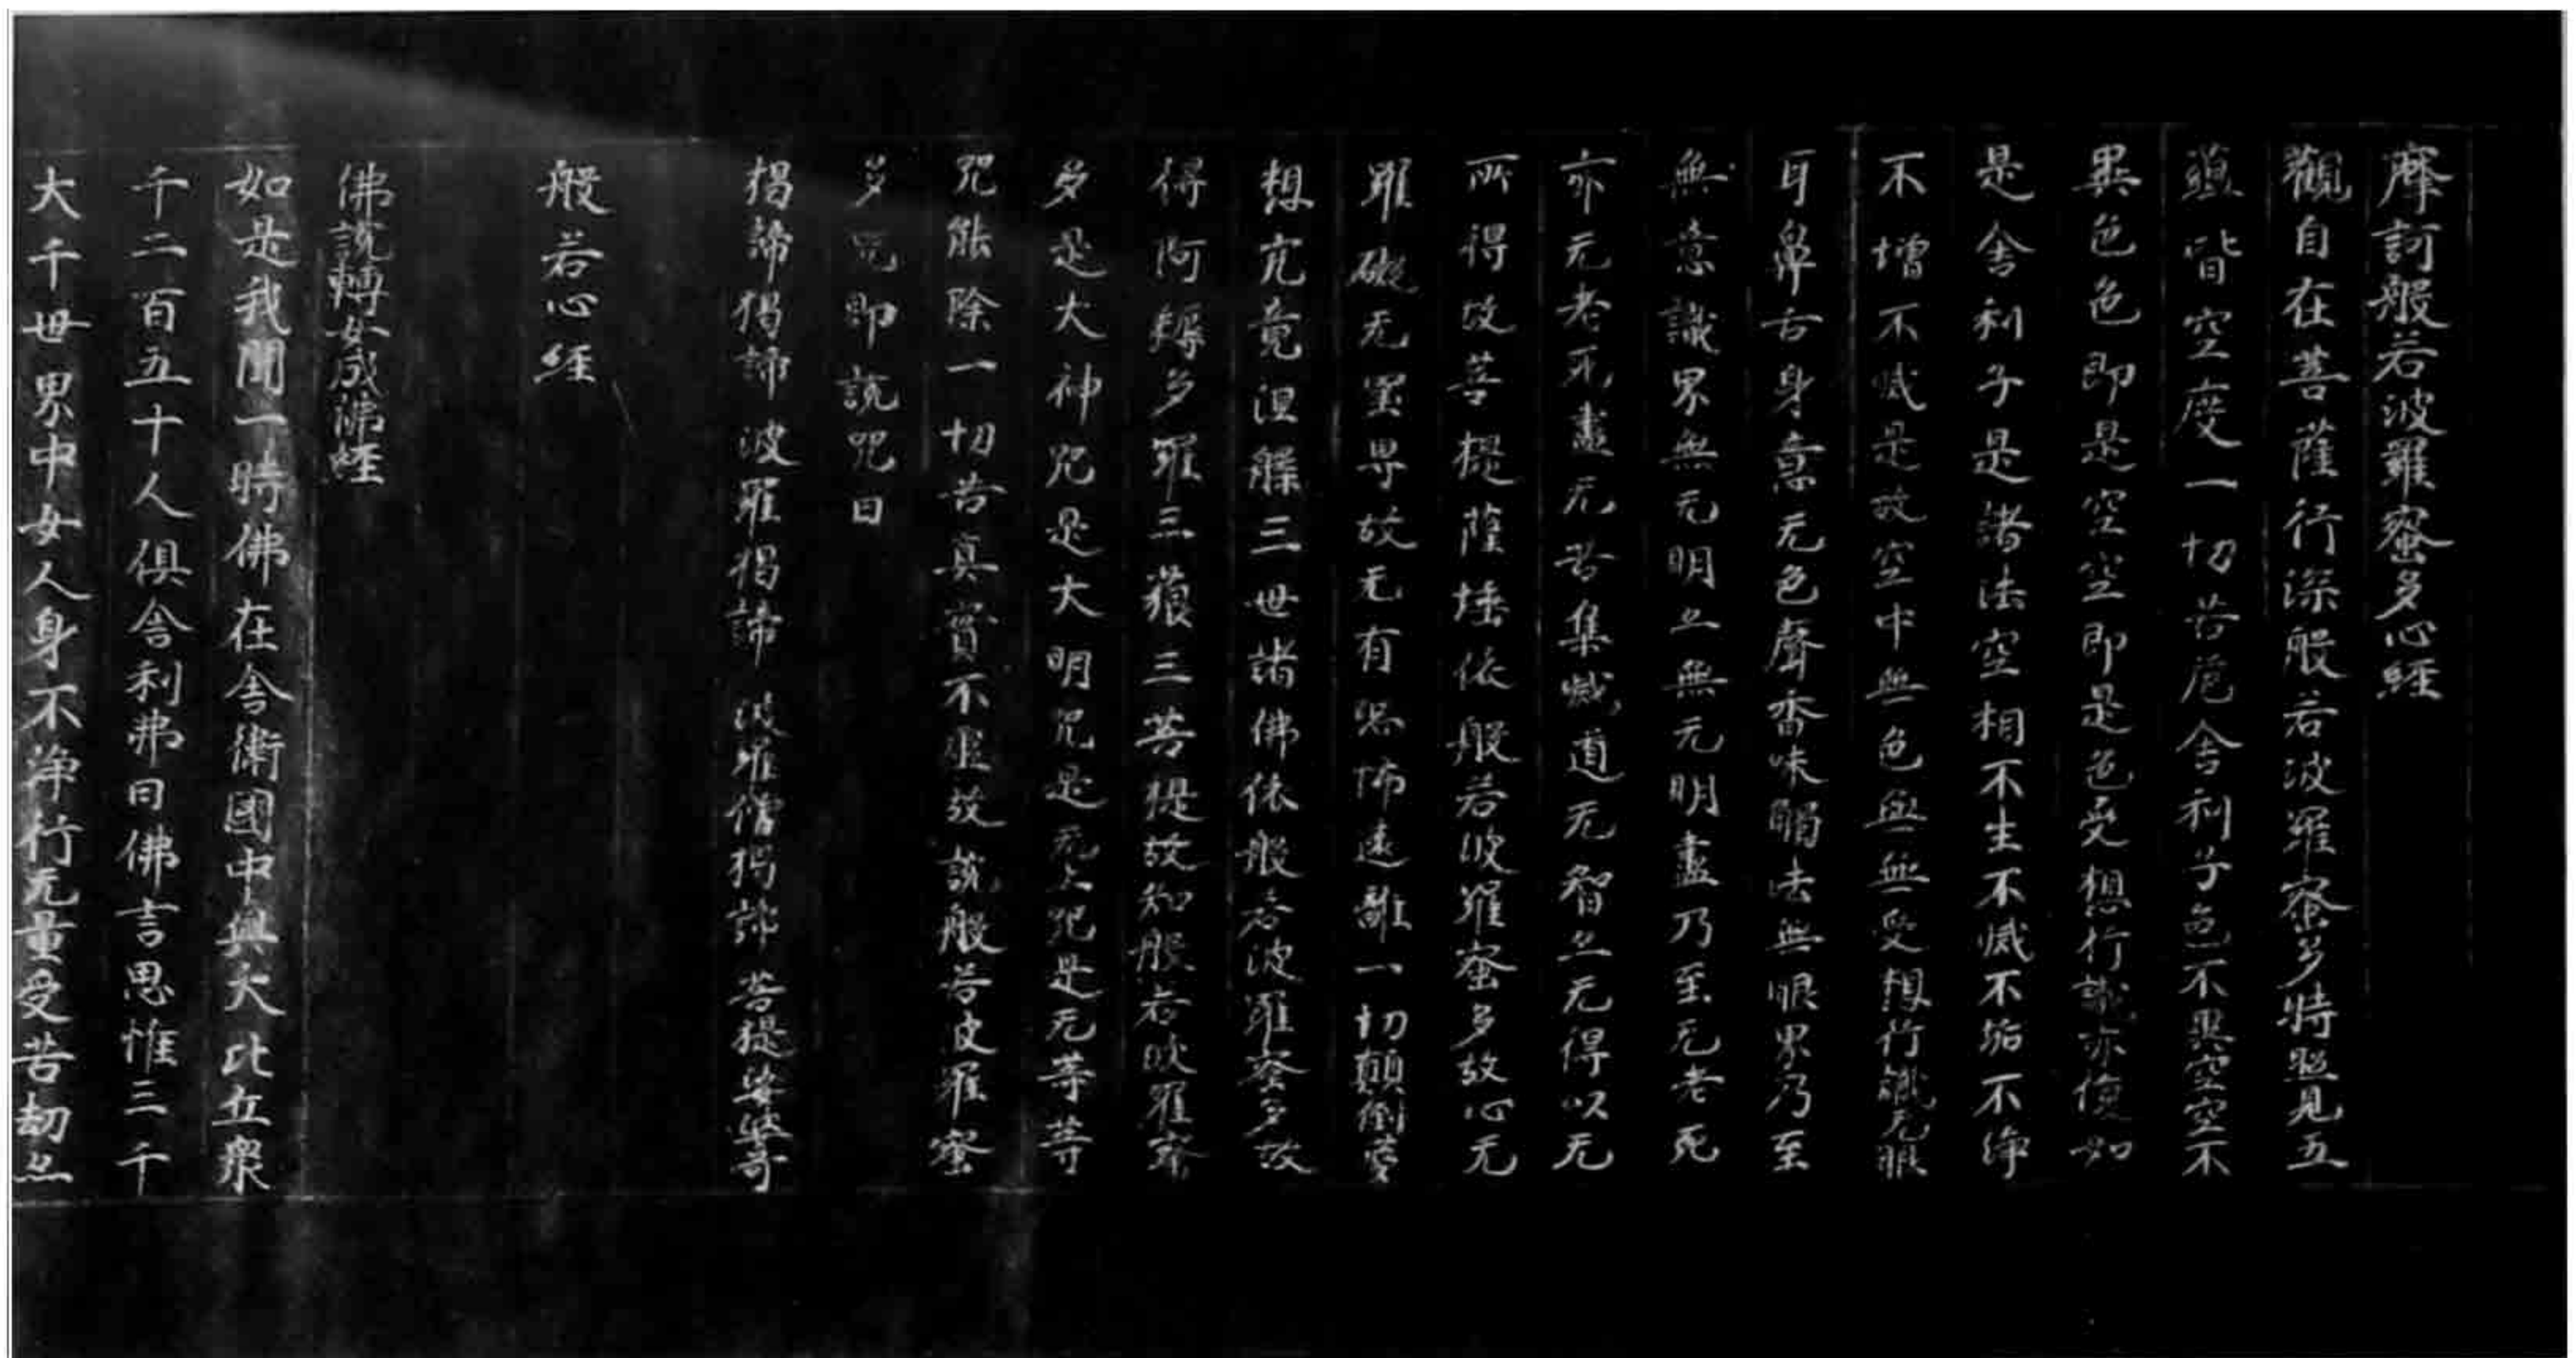 摩訶般若波羅蜜多心經
觀自在菩薩行深般若波羅蜜多時照見五
蘊皆空度一切苦厄舍利子色不異空空不
異色色即是空空即是色受想行識亦復如
是舍利子是諸法空相不生不滅不垢不淨
不增不滅是故空中無色無無受想行識无眼
耳鼻舌身意无色聲香味觸法無眼界乃至
無意識界無无明亦無无明盡乃至无老死
亦无老死盡无苦集滅道无智亦无得以无
所得故菩提薩埵依般若波羅蜜多故心无
罣礙无罣导故无有恐怖遠離一切顛倒夢
想究竟涅槃三世諸佛依般若波羅蜜多故
得阿耨多羅三藐三菩提故知般若波羅蜜
多是大神咒是大明咒是无上咒是无等等
咒能除一切苦真實不虛故說般若波羅蜜
多咒即說咒曰
揭諦揭諦波羅揭諦 波羅僧揭諦 菩提娑婆訶
般若心經
佛說轉女成佛經
如是我聞一時佛在舍衛國中與大比丘衆
千二百五十人俱舍利弗白佛言思惟三千
大千世界中女人身不淨行无量受苦劫亦